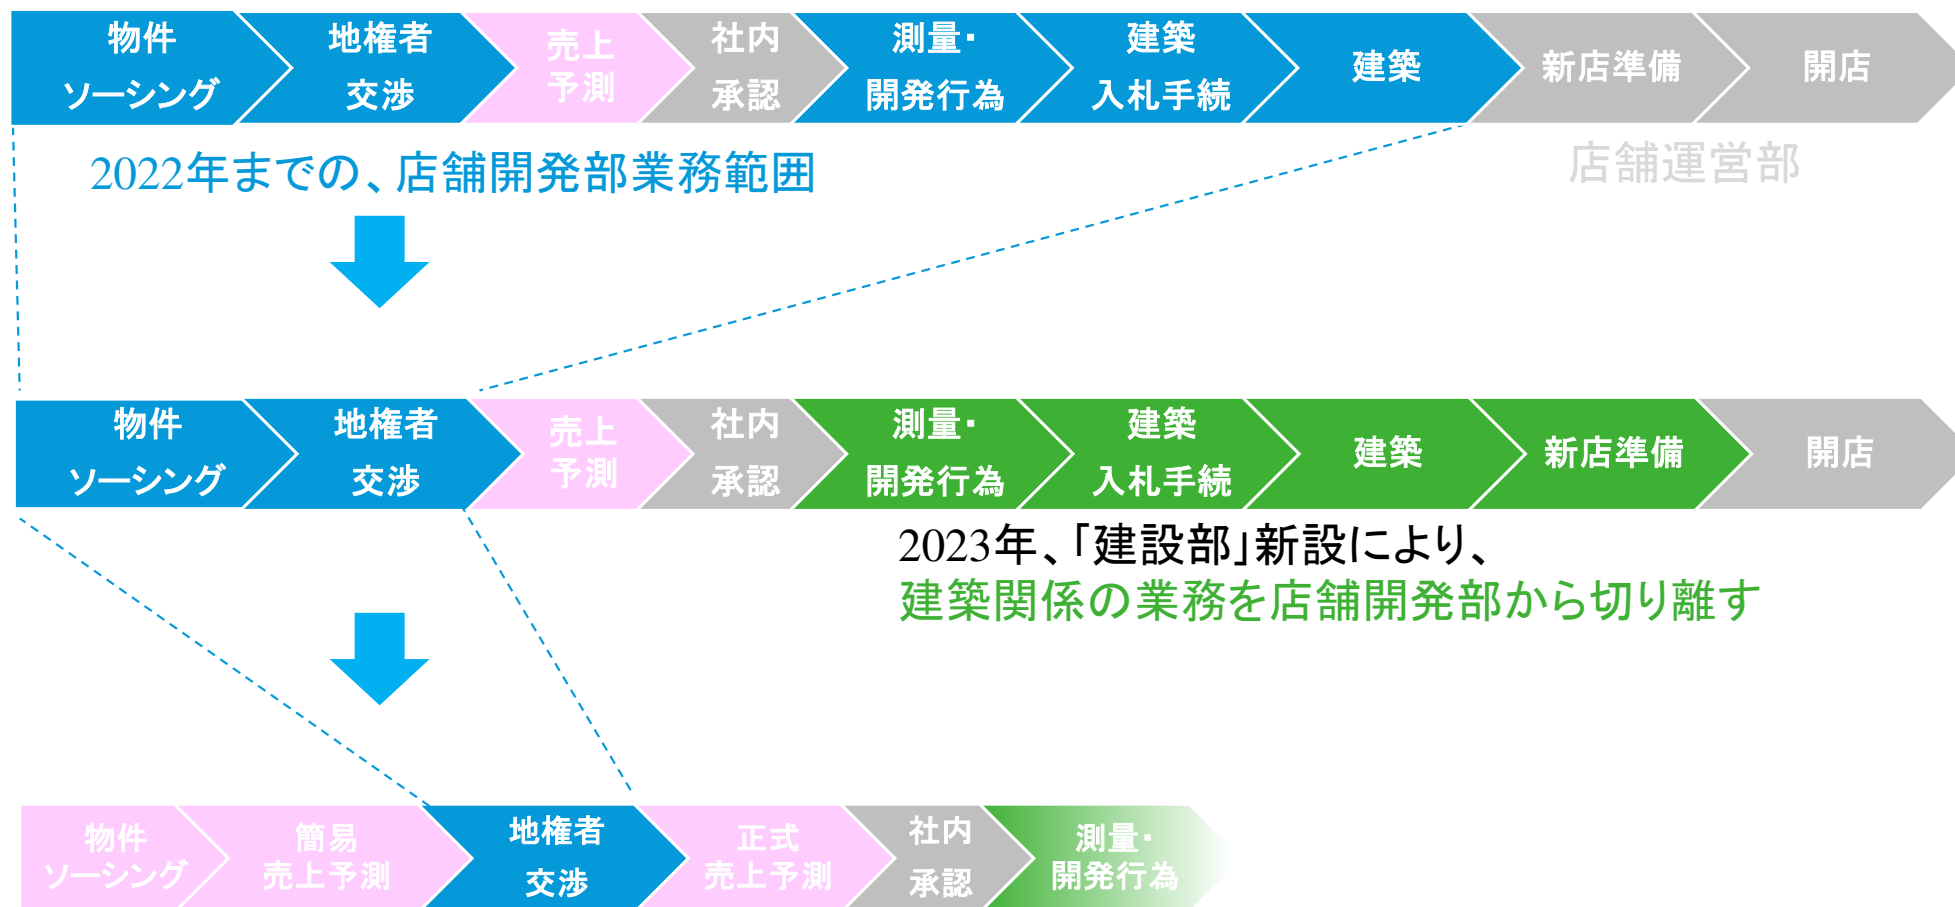 物件
ソーシング
地権者
交渉
売上
予測
社内
承認
測量・
開発行為
建築
入札手続
建築
新店準備
開店
2022年までの、店舗開発部業務範囲
店舗運営部
物件
ソーシング
地権者
交渉
売上
予測
社内
承認
測量・
開発行為
建築
入札手続
建築
新店準備
開店
2023年、「建設部」新設により、
建築関係の業務を店舗開発部から切り離す
物件
ソーシング
簡易
売上予測
地権者
交渉
正式
売上予測
社内
承認
測量・
開発行為